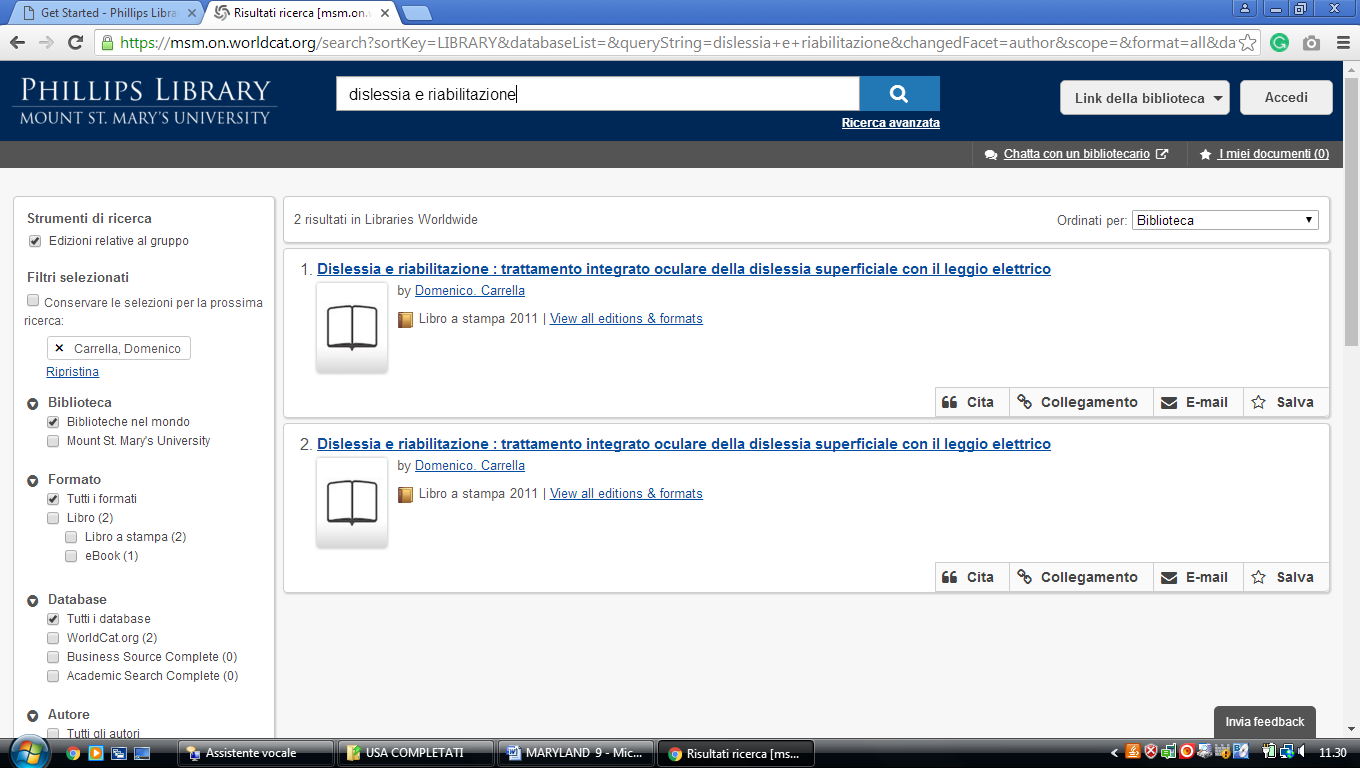 Get Started - Phillips Libra
Risultati ricerca [msm.on.w
https://msm.on.worldcat.org/search?sortKey=LIBRARY&databaseList=&queryString=dislessia+e+riabilitazione&changedFacet=author&scope=&format=all&da
PHILLIPS LIBRARY
MOUNT ST. MARY'S UNIVERSITY
dislessia e riabilitazione
Ricerca avanzata
Link della biblioteca
Accedi
Chatta con un bibliotecario
I miei documenti (0)
Strumenti di ricerca
Edizioni relative al gruppo
Filtri selezionati
Conservare le selezioni per la prossima
ricerca:
Carrella, Domenico
Ripristina
Biblioteca
Biblioteche nel mondo
Mount St. Mary's University
Formato
Tutti i formati
Libro (2)
Libro a stampa (2)
eBook (1)
Database
Tutti i database
WorldCat.org (2)
Business Source Complete (0)
Academic Search Complete (0)
Autore
Tutti gli autori
2 risultati in Libraries Worldwide
Ordinati per: Biblioteca
1. Dislessia e riabilitazione : trattamento integrato oculare della dislessia superficiale con il leggio elettrico
by Domenico. Carrella
Libro a stampa 2011 | View all editions & formats
Cita Collegamento E-mail Salva
2. Dislessia e riabilitazione : trattamento integrato oculare della dislessia superficiale con il leggio elettrico
by Domenico. Carrella
Libro a stampa 2011 | View all editions & formats
Cita Collegamento E-mail Salva
Invia feedback
Assistente vocale
USA COMPLETATI
MARYLAND 9 - Mic...
Risultati ricerca [ms...
11.30